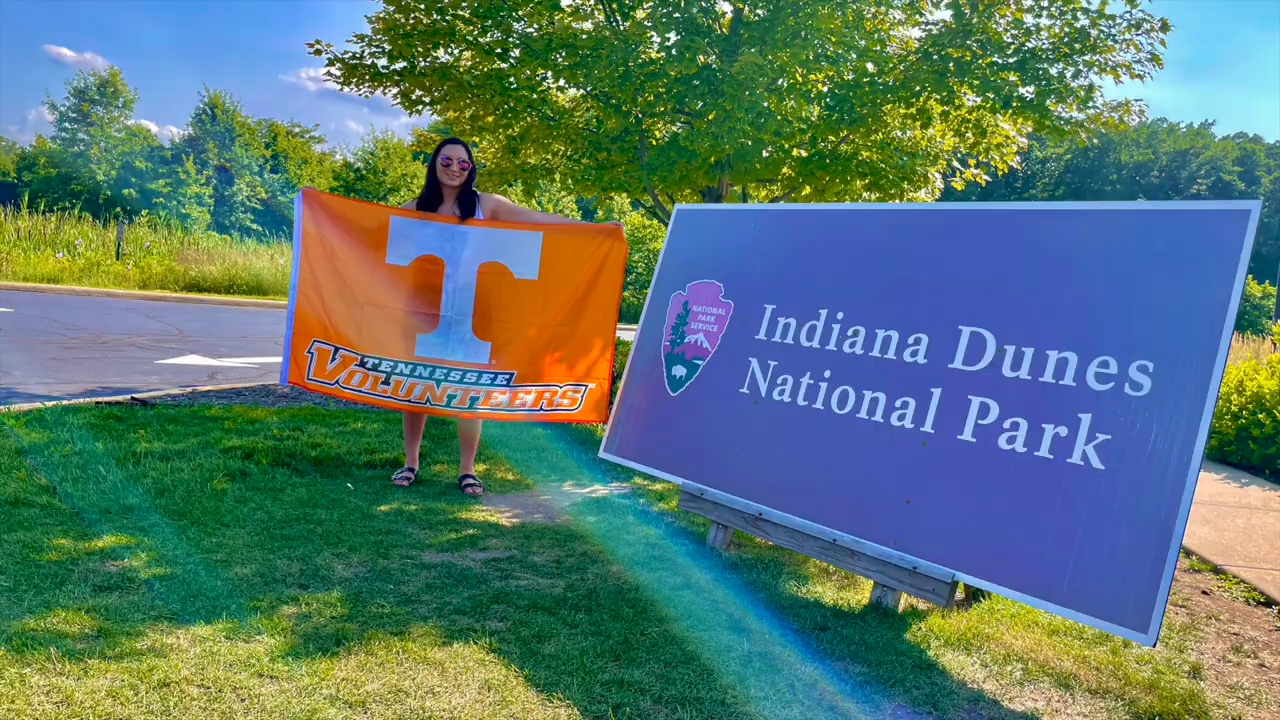 T
TENNESSEE
VOLUNTEERS
NATIONAL
PARK
SERVICE
Indiana Dunes
National Park